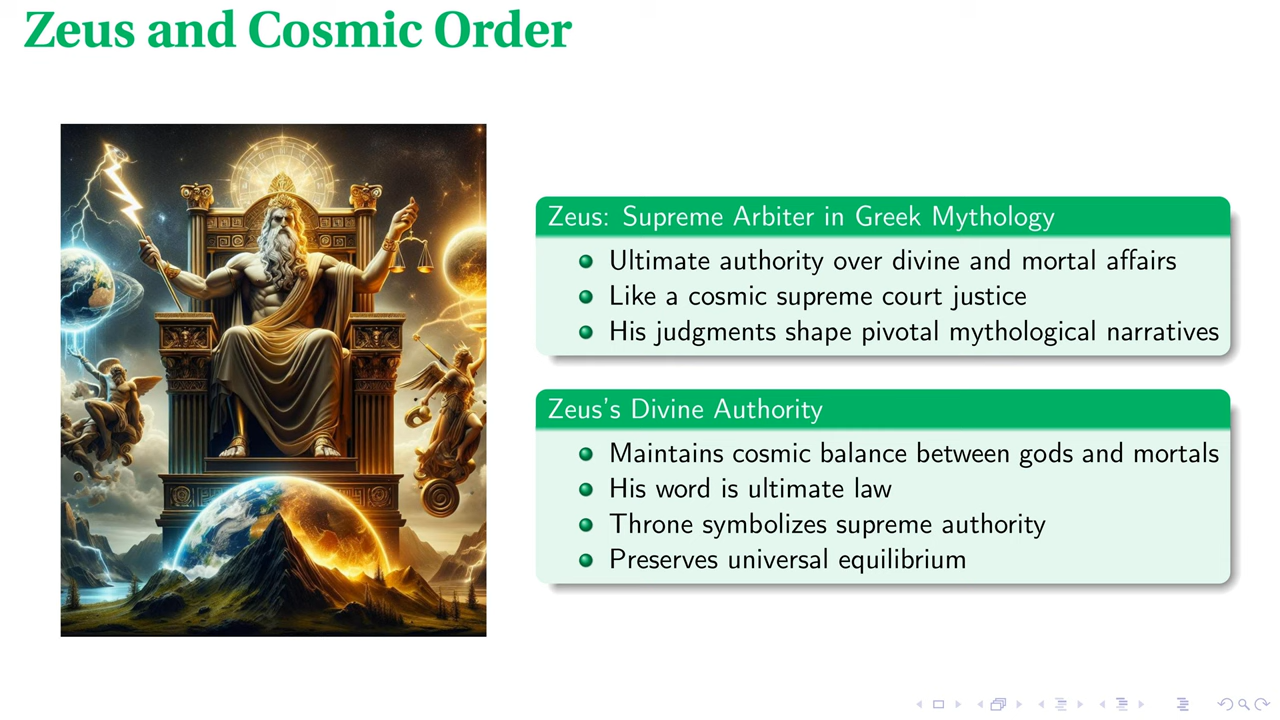 Zeus and Cosmic Order
Zeus: Supreme Arbiter in Greek Mythology
Ultimate authority over divine and mortal affairs
Like a cosmic supreme court justice
His judgments shape pivotal mythological narratives
Zeus's Divine Authority
Maintains cosmic balance between gods and mortals
His word is ultimate law
Throne symbolizes supreme authority
Preserves universal equilibrium